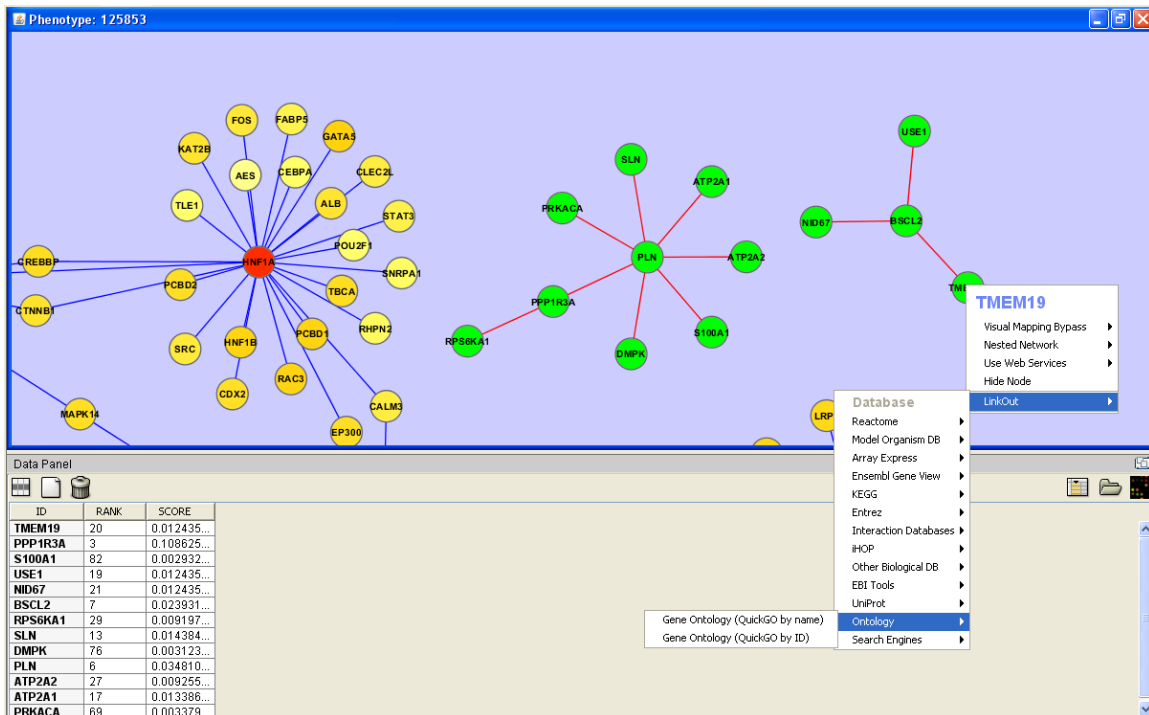 Phenotype: 125853
FOS
FABP5
GATA5
KAT2B
AES
CEBPA
CLEC2L
TLE1
ALB
STAT3
POU2F1
CREBBP
HNF1A
SNRPA1
PCBD2
TBCA
CTNNB1
RHPN2
SRC
HNF1B
PCBD1
RAC3
CDX2
CALM3
MAPK14
EP300
SLN
ATP2A1
PRKACA
PLN
ATP2A2
PPP1R3A
RPS6KA1
S100A1
DMPK
USE1
NID67
BSCL2
TME
LRP
TMEM19
Visual Mapping Bypass
Nested Network
Use Web Services
Hide Node
LinkOut
Database
Reactome
Model Organism DB
Array Express
Ensembl Gene View
KEGG
Entrez
Interaction Databases
iHOP
Other Biological DB
EBI Tools
UniProt
Ontology
Search Engines
Gene Ontology (QuickGO by name)
Gene Ontology (QuickGO by ID)
Data Panel
ID RANK SCORE
TMEM19 20 0.012435...
PPP1R3A 3 0.108625...
S100A1 82 0.002932...
USE1 19 0.012435...
NID67 21 0.012435...
BSCL2 7 0.023931...
RPS6KA1 29 0.009197...
SLN 13 0.014384...
DMPK 76 0.003123...
PLN 6 0.034810...
ATP2A2 27 0.009255...
ATP2A1 17 0.013386...
PRKACA 69 0.003379